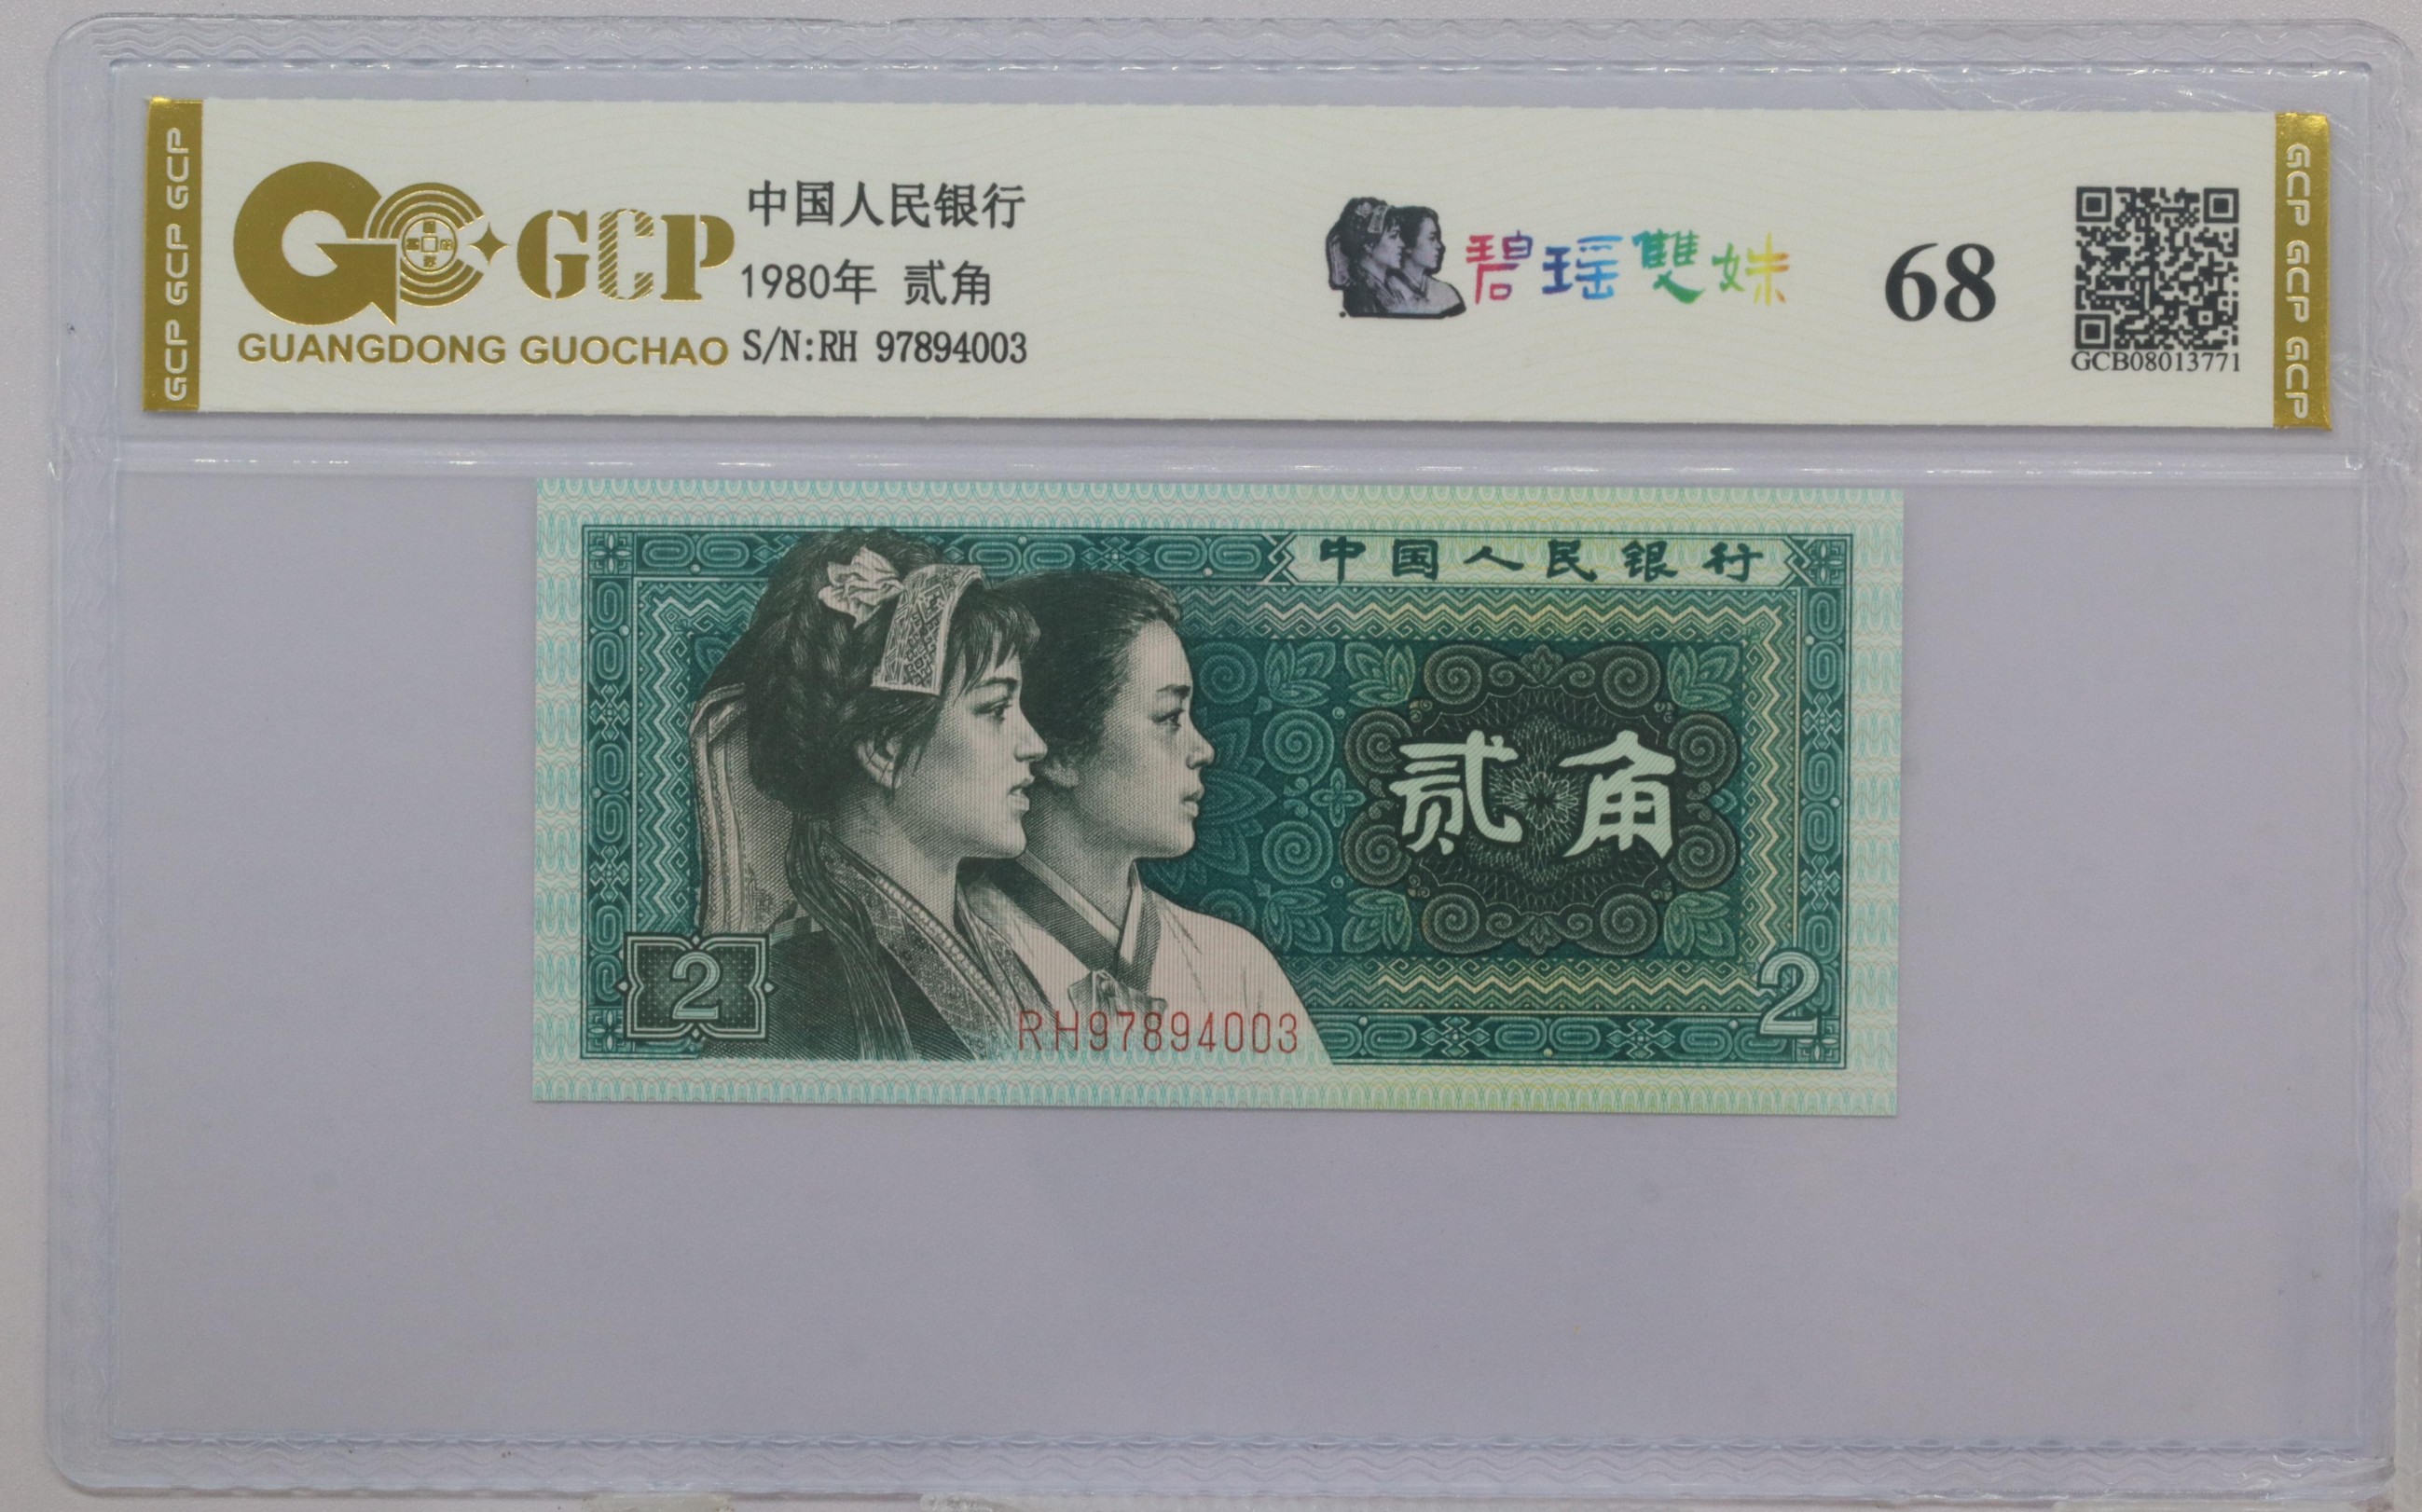 GCP GCP GCP
GCP
GUANGDONG GUOCHAO
中国人民银行
1980年 贰角
S/N:RH 97894003
碧瑶雙妹
68
GCB08013771
GCP GCP GCP
中国人民银行
贰角
2
2
RH97894003